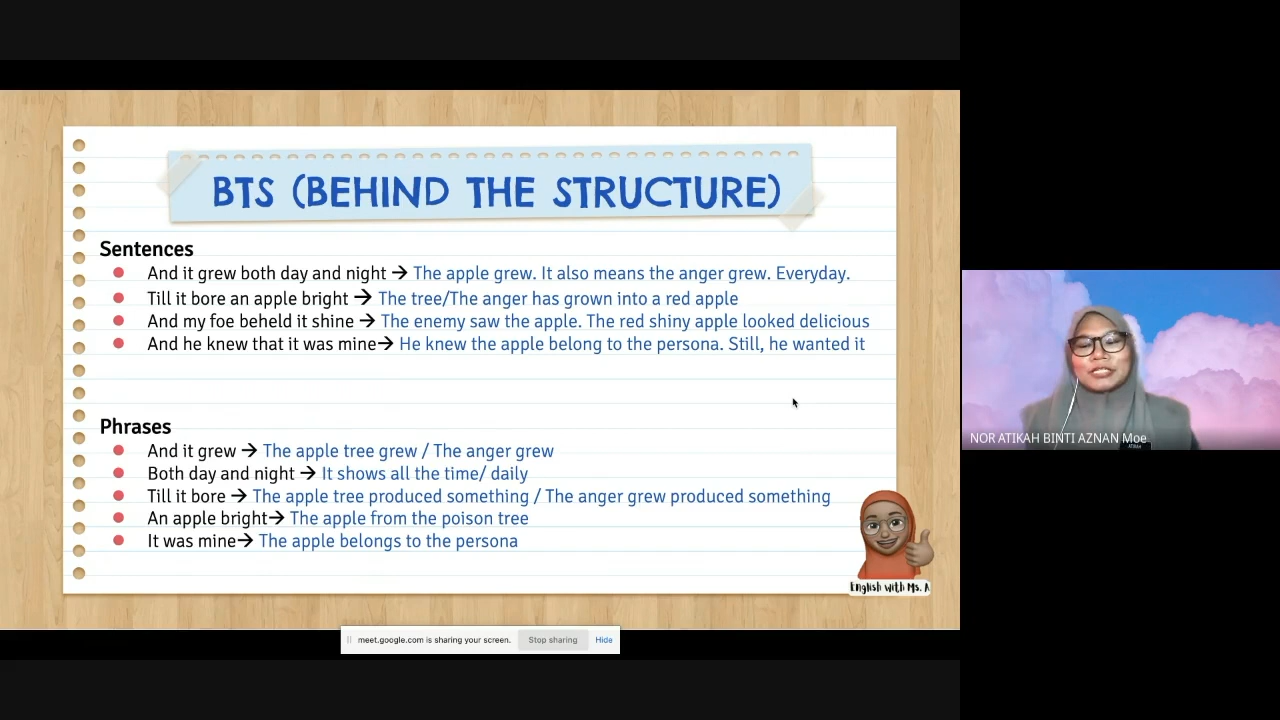 BTS (BEHIND THE STRUCTURE)
Sentences
And it grew both day and night → The apple grew. It also means the anger grew. Everyday.
Till it bore an apple bright → The tree/The anger has grown into a red apple
And my foe beheld it shine → The enemy saw the apple. The red shiny apple looked delicious
And he knew that it was mine→ He knew the apple belong to the persona. Still, he wanted it
Phrases
And it grew → The apple tree grew / The anger grew
Both day and night → It shows all the time/ daily
Till it bore → The apple tree produced something / The anger grew produced something
An apple bright→ The apple from the poison tree
It was mine→ The apple belongs to the persona
English with Ms. A
NOR ATIKAH BINTI AZNAN Moe
meet.google.com is sharing your screen. Stop sharing Hide